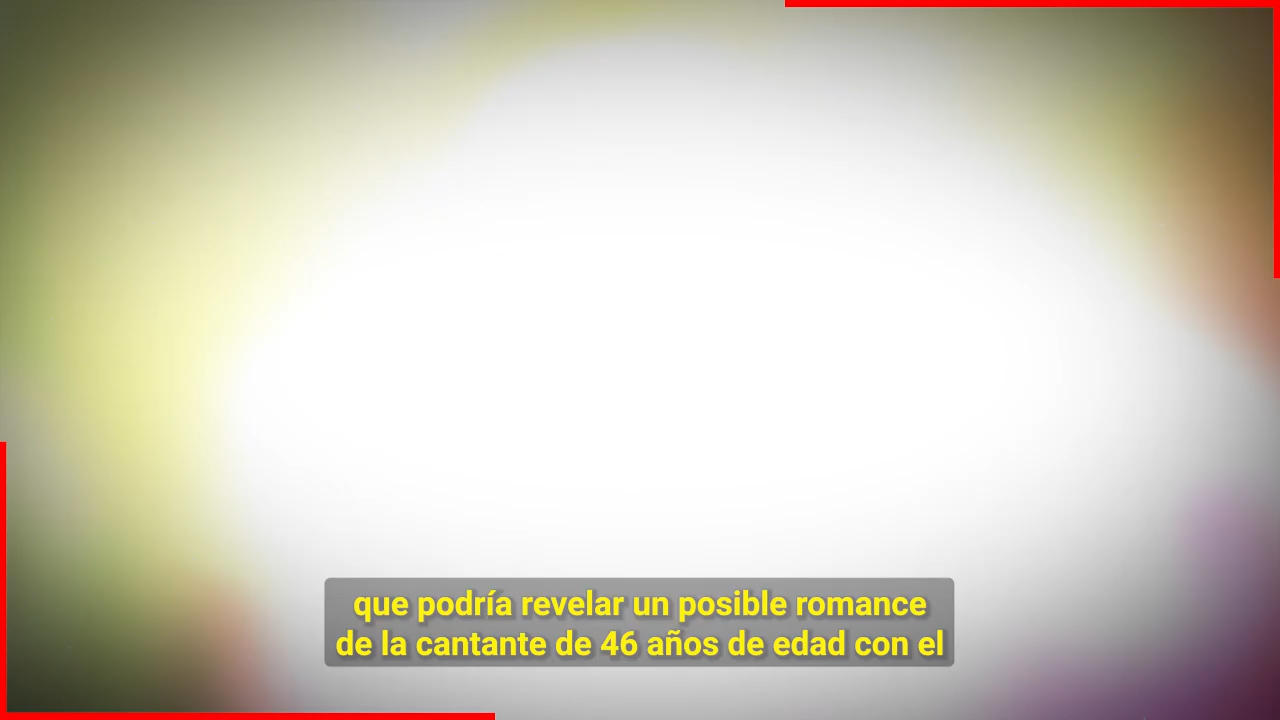 que podría revelar un posible romance
de la cantante de 46 años de edad con el